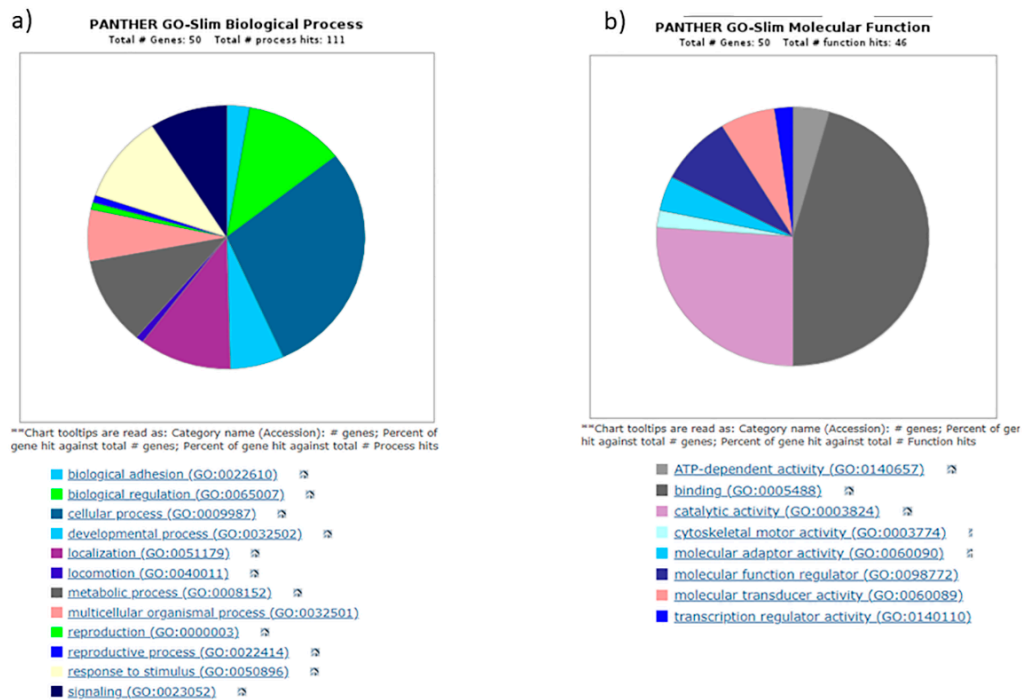 a)
PANTHER GO-Slim Biological Process
Total # Genes: 50 Total # process hits: 111
**Chart tooltips are read as: Category name (Accession): # genes; Percent of
gene hit against total # genes; Percent of gene hit against total # Process hits
biological adhesion (GO:0022610)
biological regulation (GO:0065007)
cellular process (GO:0009987)
developmental process (GO:0032502)
localization (GO:0051179)
locomotion (GO:0040011)
metabolic process (GO:0008152)
multicellular organismal process (GO:0032501)
reproduction (GO:0000003)
reproductive process (GO:0022414)
response to stimulus (GO:0050896)
signaling (GO:0023052)
b)
PANTHER GO-Slim Molecular Function
Total # Genes: 50 Total # function hits: 46
**Chart tooltips are read as: Category name (Accession): # genes; Percent of
hit against total # genes; Percent of gene hit against total # Function hits
ATP-dependent activity (GO:0140657)
binding (GO:0005488)
catalytic activity (GO:0003824)
cytoskeletal motor activity (GO:0003774)
molecular adaptor activity (GO:0060090)
molecular function regulator (GO:0098772)
molecular transducer activity (GO:0060089)
transcription regulator activity (GO:0140110)